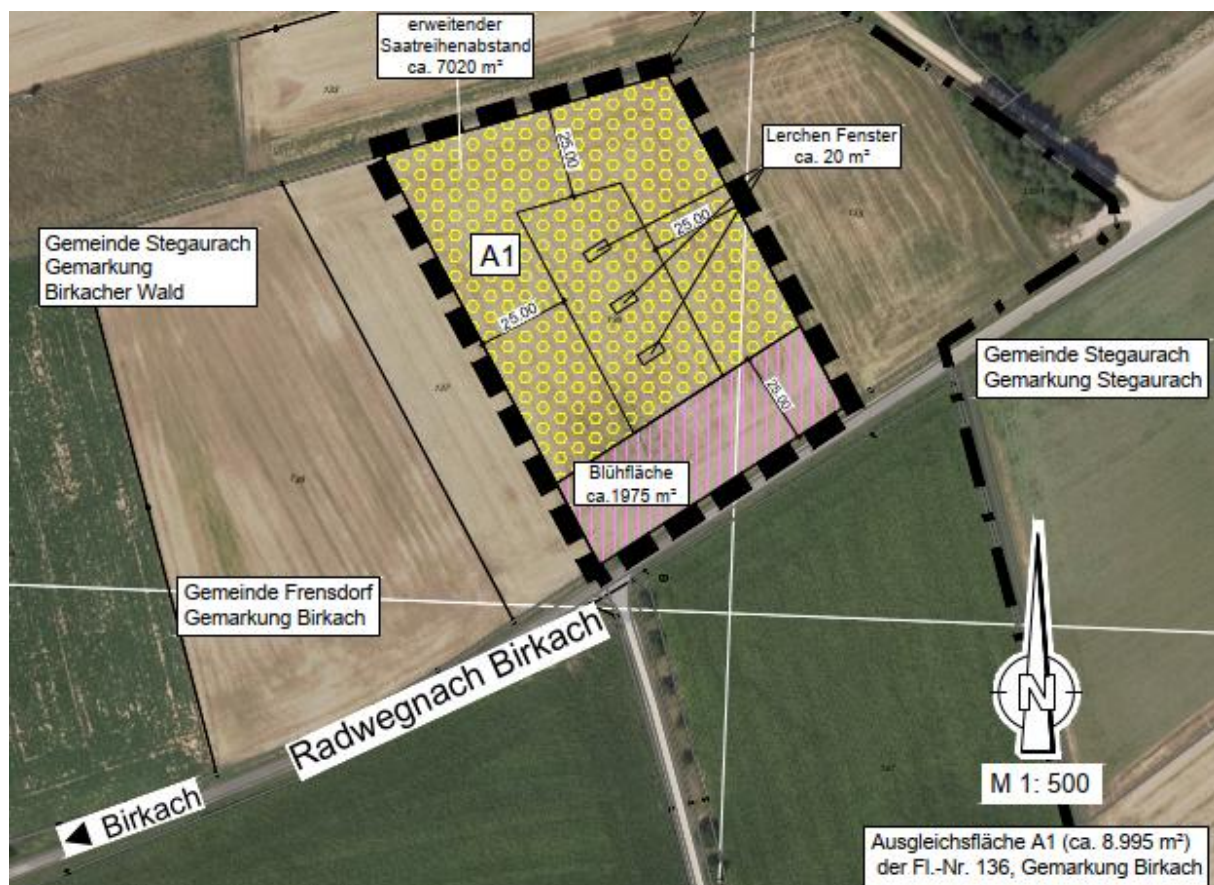 erweitender
Saatreihenabstand
ca. 7020 m²
Lerchen Fenster
ca. 20 m²
25.00
25.00
A1
25.00
Gemeinde Stegaurach
Gemarkung
Birkacher Wald
Gemeinde Stegaurach
Gemarkung Stegaurach
25.00
Blühfläche
ca.1975 m²
Gemeinde Frensdorf
Gemarkung Birkach
Radwegnach Birkach
N
M 1: 500
Birkach
Ausgleichsfläche A1 (ca. 8.995 m²)
der Fl.-Nr. 136, Gemarkung Birkach